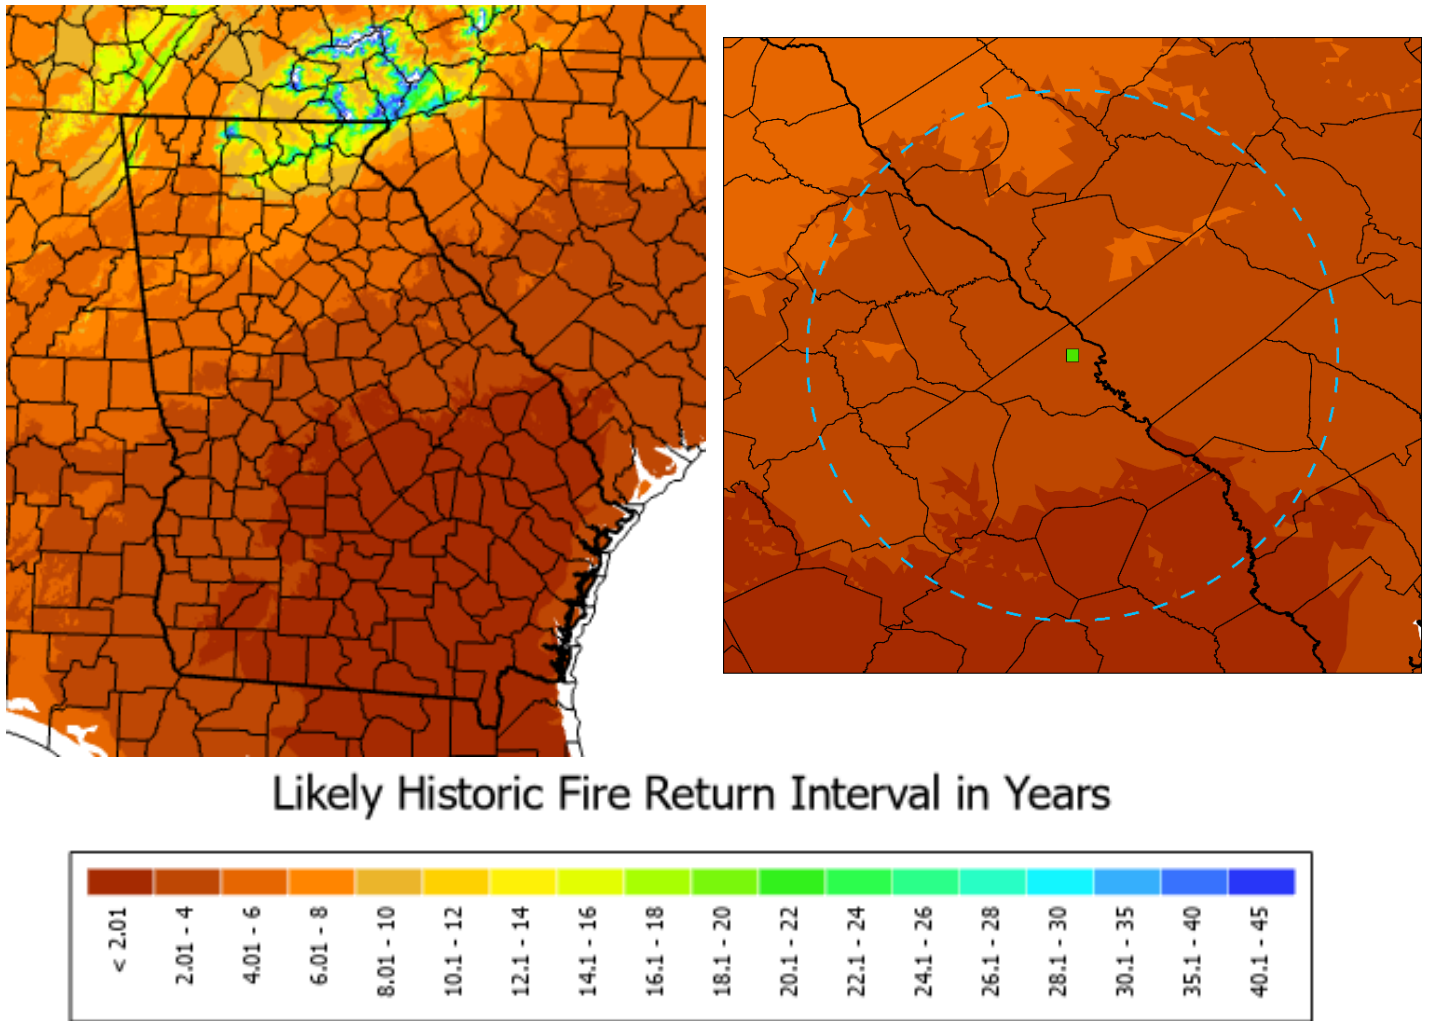 Likely Historic Fire Return Interval in Years
< 2.01
2.01 - 4
4.01 - 6
6.01 - 8
8.01 - 10
10.1 - 12
12.1 - 14
14.1 - 16
16.1 - 18
18.1 - 20
20.1 - 22
22.1 - 24
24.1 - 26
26.1 - 28
28.1 - 30
30.1 - 35
35.1 - 40
40.1 - 45